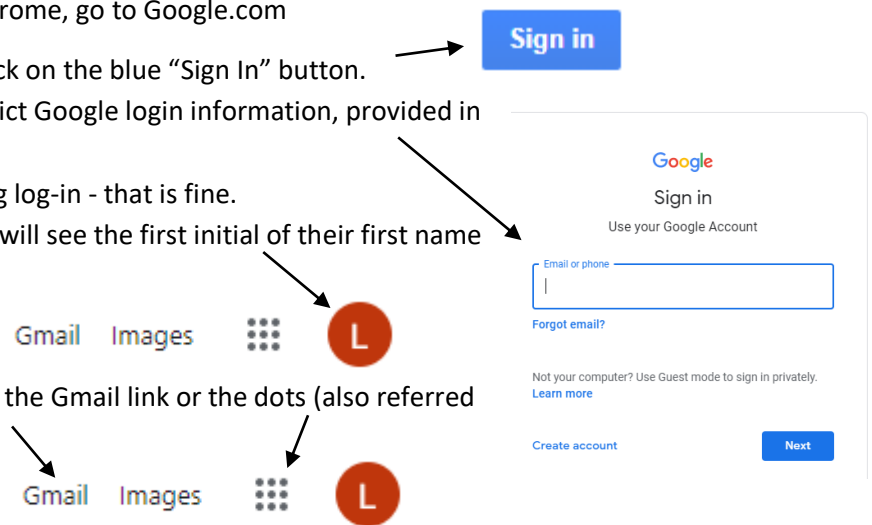 rome, go to Google.com
Sign in
ck on the blue “Sign In” button.
ict Google login information, provided in
g log-in - that is fine.
will see the first initial of their first name
Gmail Images L
the Gmail link or the dots (also referred
Gmail Images L
Google
Sign in
Use your Google Account
Email or phone
Forgot email?
Not your computer? Use Guest mode to sign in privately.
Learn more
Create account Next